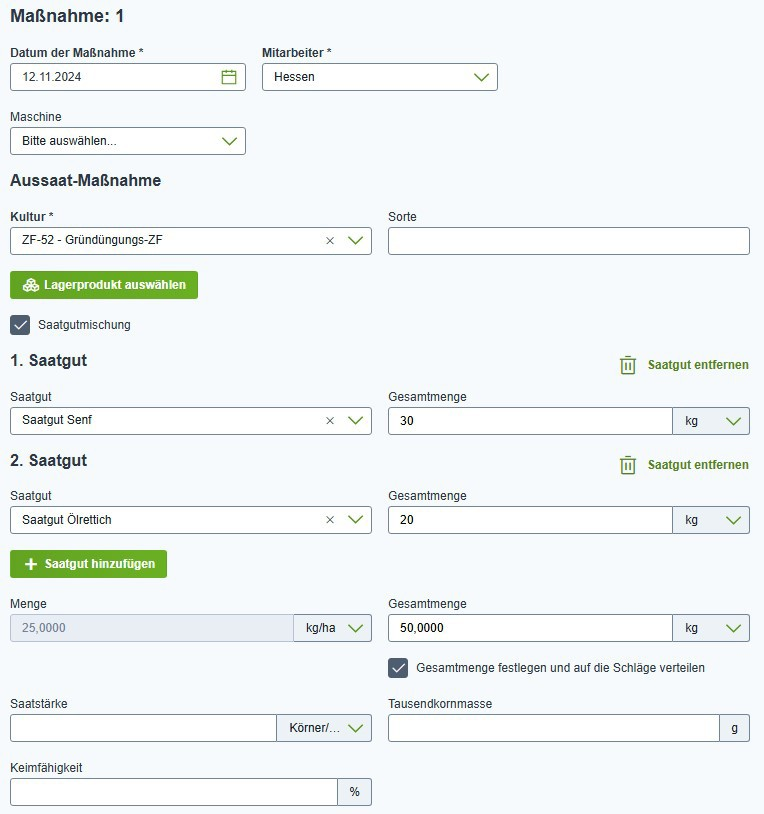 Maßnahme: 1
Datum der Maßnahme * Mitarbeiter *
12.11.2024 Hessen
Maschine
Bitte auswählen...
Aussaat-Maßnahme
Kultur * Sorte
ZF-52 - Gründüngungs-ZF
Lagerprodukt auswählen
Saatgutmischung
1. Saatgut Saatgut entfernen
Saatgut Gesamtmenge
Saatgut Senf 30 kg
2. Saatgut Saatgut entfernen
Saatgut Gesamtmenge
Saatgut Ölrettich 20 kg
Saatgut hinzufügen
Menge Gesamtmenge
25,0000 kg/ha 50,0000 kg
Gesamtmenge festlegen und auf die Schläge verteilen
Saatstärke Tausendkornmasse
Körner/... g
Keimfähigkeit
%